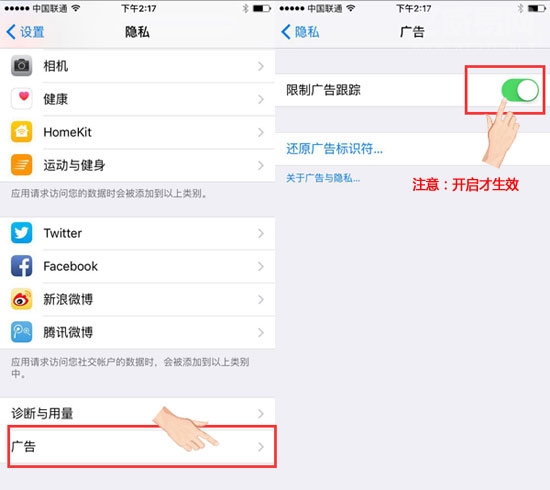 中国联通 下午2:17
设置 隐私
相机
健康
HomeKit
运动与健身
应用请求访问您的数据时会被添加到以上类别。
Twitter
Facebook
新浪微博
腾讯微博
应用请求访问您社交帐户的数据时，会被添加到以上类别
中。
诊断与用量
广告
中国联通 下午2:17
隐私 广告
限制广告跟踪
还原广告标识符...
关于广告与隐私...
注意：开启才生效